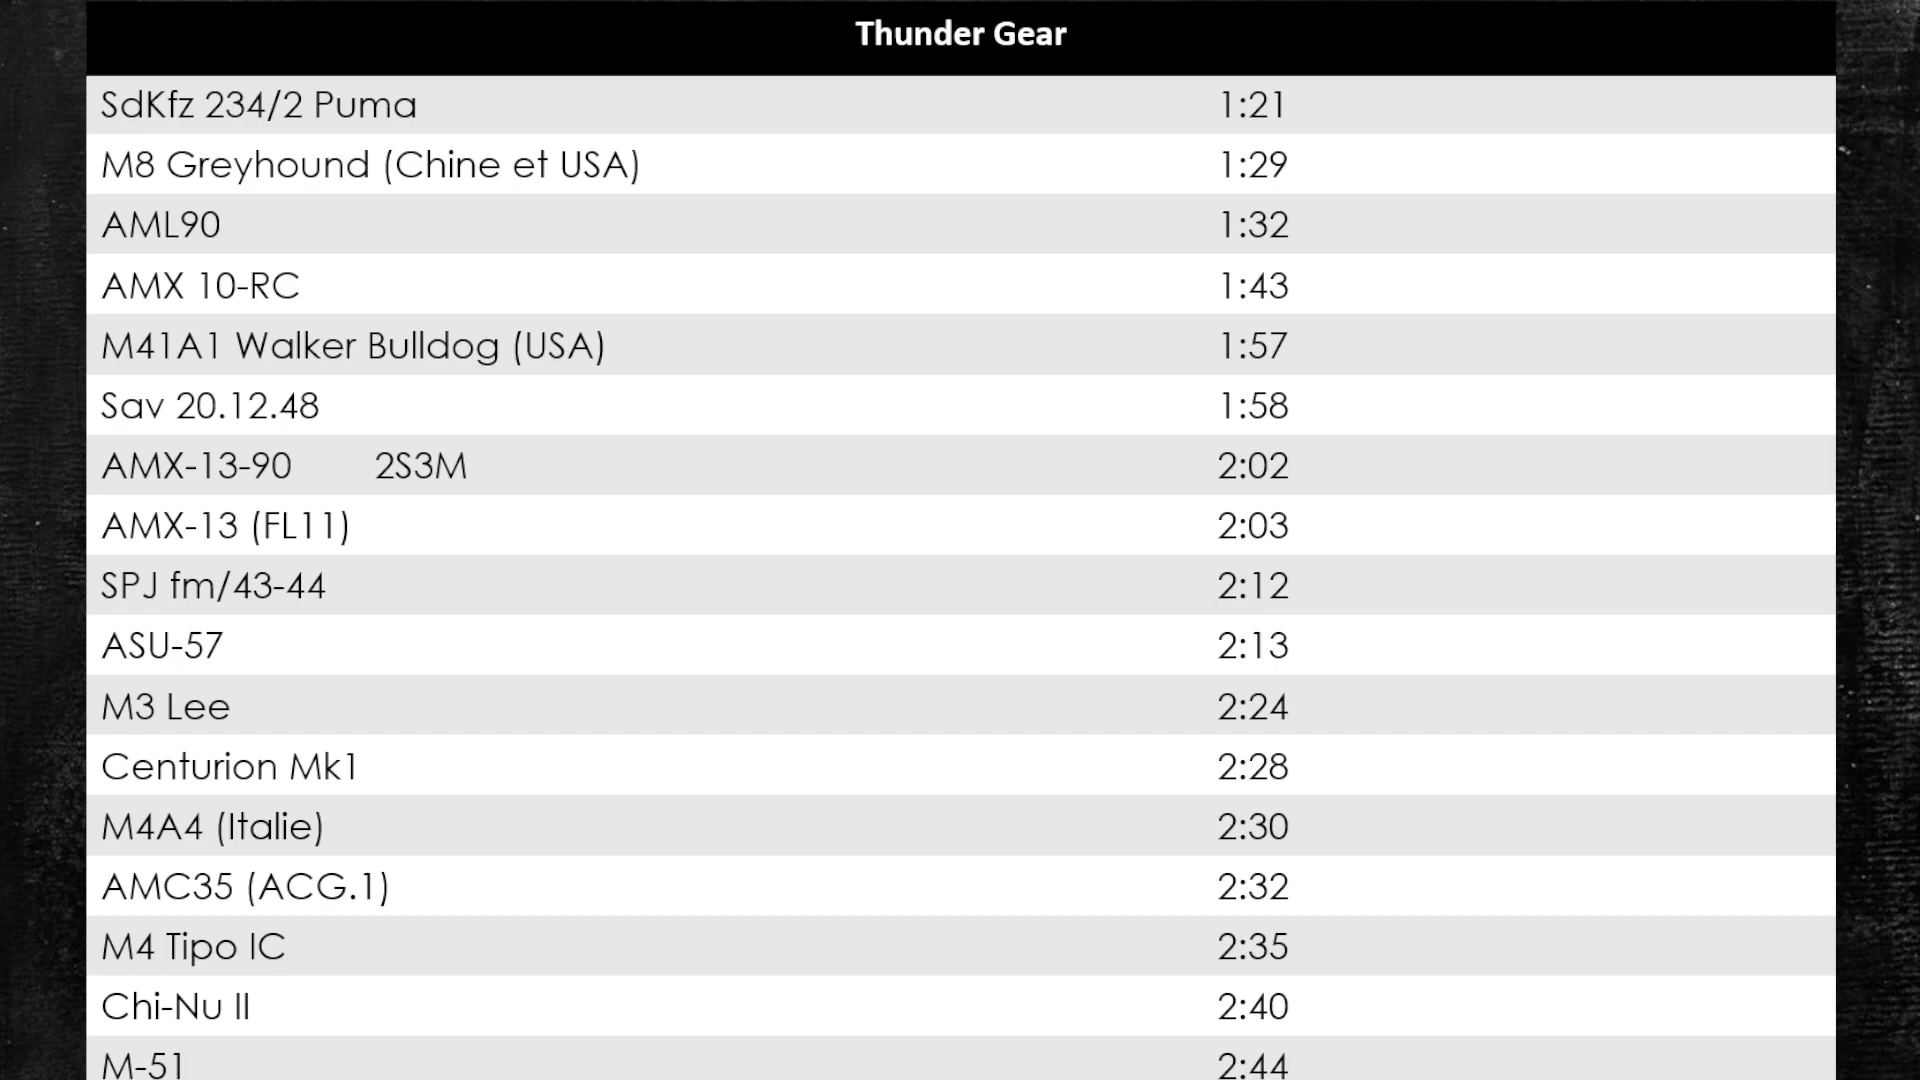 Thunder Gear
SdKfz 234/2 Puma 1:21
M8 Greyhound (Chine et USA) 1:29
AML90 1:32
AMX 10-RC 1:43
M41A1 Walker Bulldog (USA) 1:57
Sav 20.12.48 1:58
AMX-13-90 2S3M 2:02
AMX-13 (FL11) 2:03
SPJ fm/43-44 2:12
ASU-57 2:13
M3 Lee 2:24
Centurion Mk1 2:28
M4A4 (Italie) 2:30
AMC35 (ACG.1) 2:32
M4 Tipo IC 2:35
Chi-Nu II 2:40
M-51 2:44